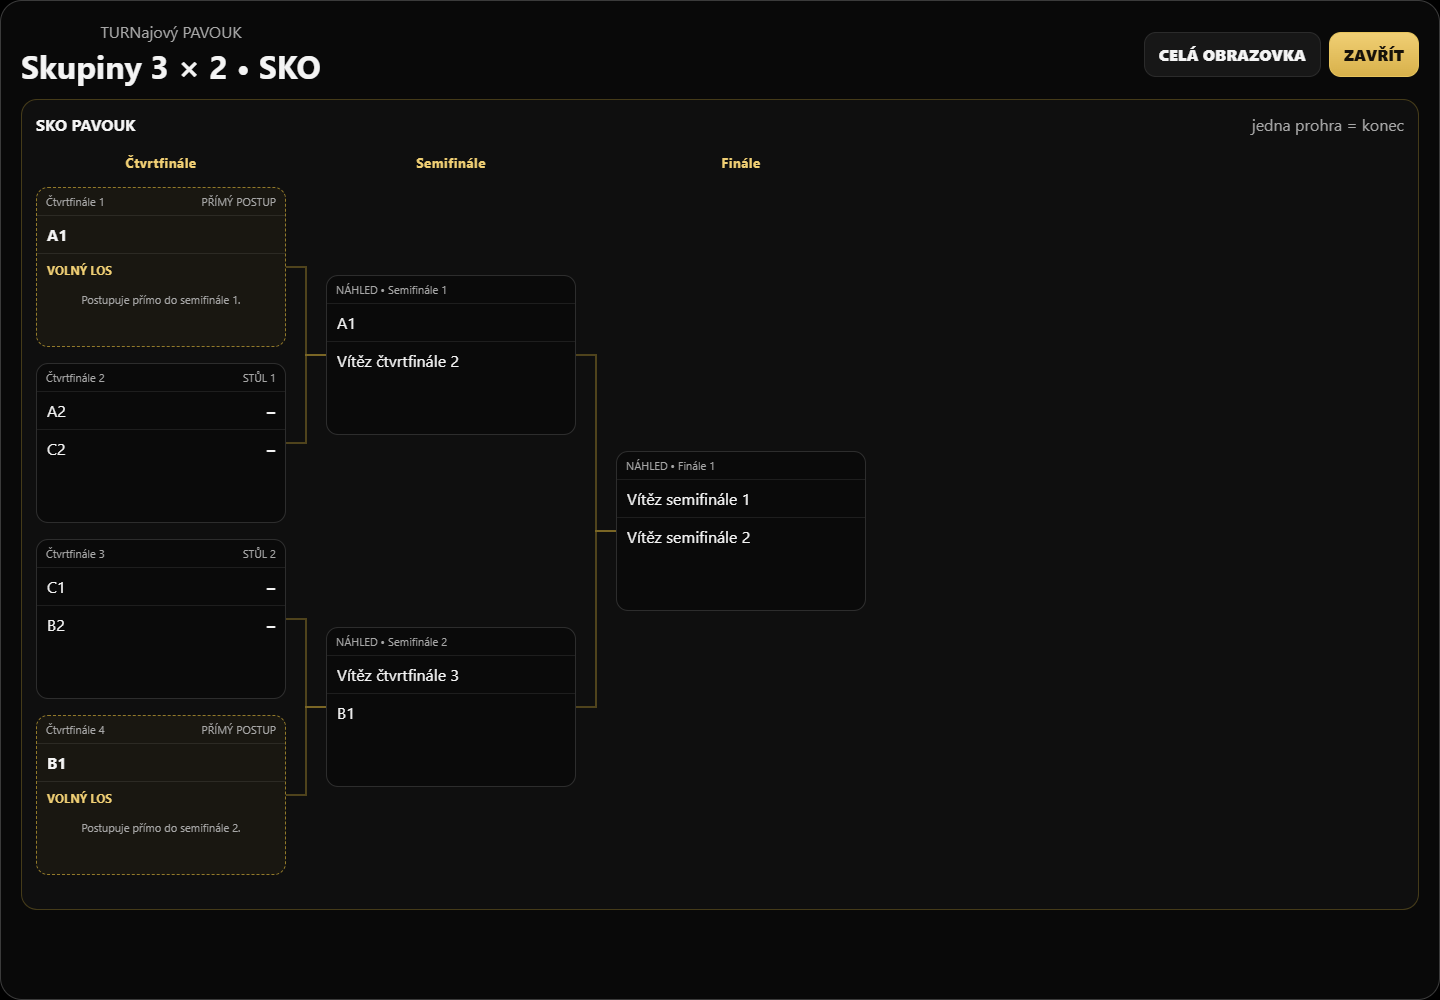 TURNajový PAVOUK
Skupiny 3 × 2 • SKO
CELÁ OBRAZOVKA
ZAVŘÍT
SKO PAVOUK
jedna prohra = konec
Čtvrtfinále
Semifinále
Finále
Čtvrtfinále 1 PŘÍMÝ POSTUP
A1
VOLNÝ LOS
Postupuje přímo do semifinále 1.
Čtvrtfinále 2 STŮL 1
A2 –
C2 –
Čtvrtfinále 3 STŮL 2
C1 –
B2 –
Čtvrtfinále 4 PŘÍMÝ POSTUP
B1
VOLNÝ LOS
Postupuje přímo do semifinále 2.
NÁHLED • Semifinále 1
A1
Vítěz čtvrtfinále 2
NÁHLED • Semifinále 2
Vítěz čtvrtfinále 3
B1
NÁHLED • Finále 1
Vítěz semifinále 1
Vítěz semifinále 2